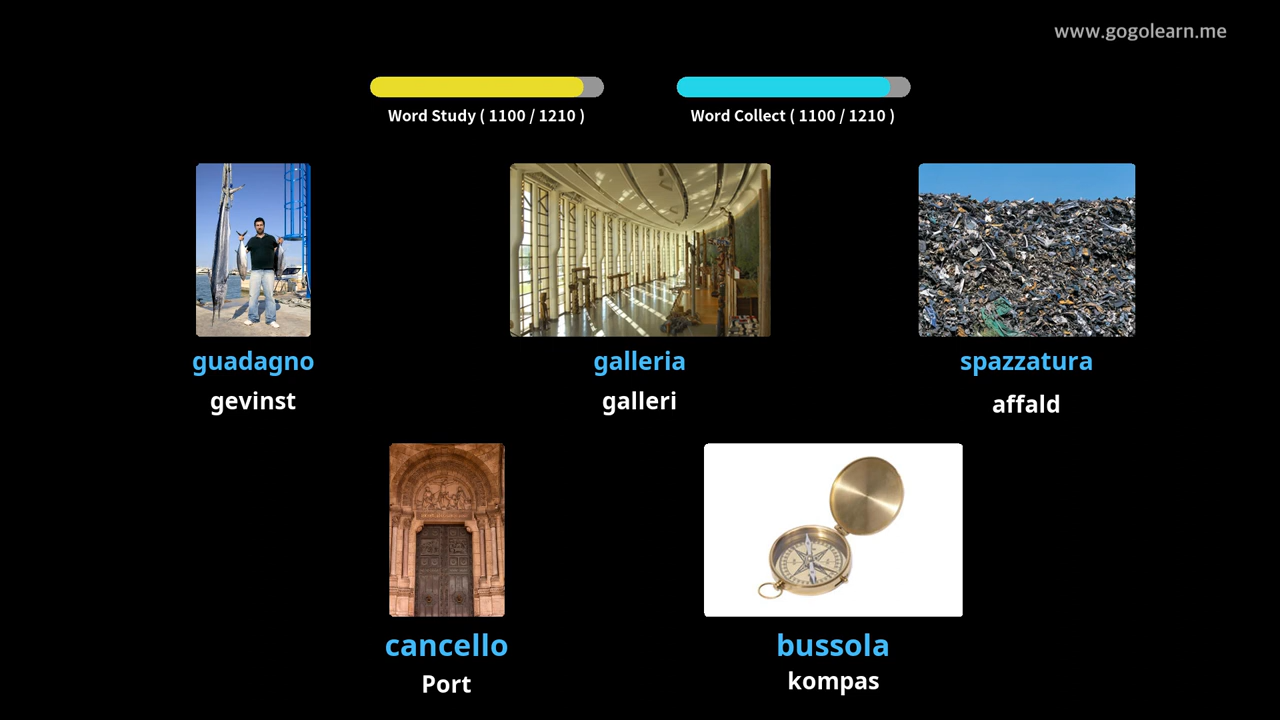 www.gogolearn.me
Word Study ( 1100 / 1210 )
Word Collect ( 1100 / 1210 )
guadagno
gevinst
galleria
galleri
spazzatura
affald
cancello
Port
bussola
kompas